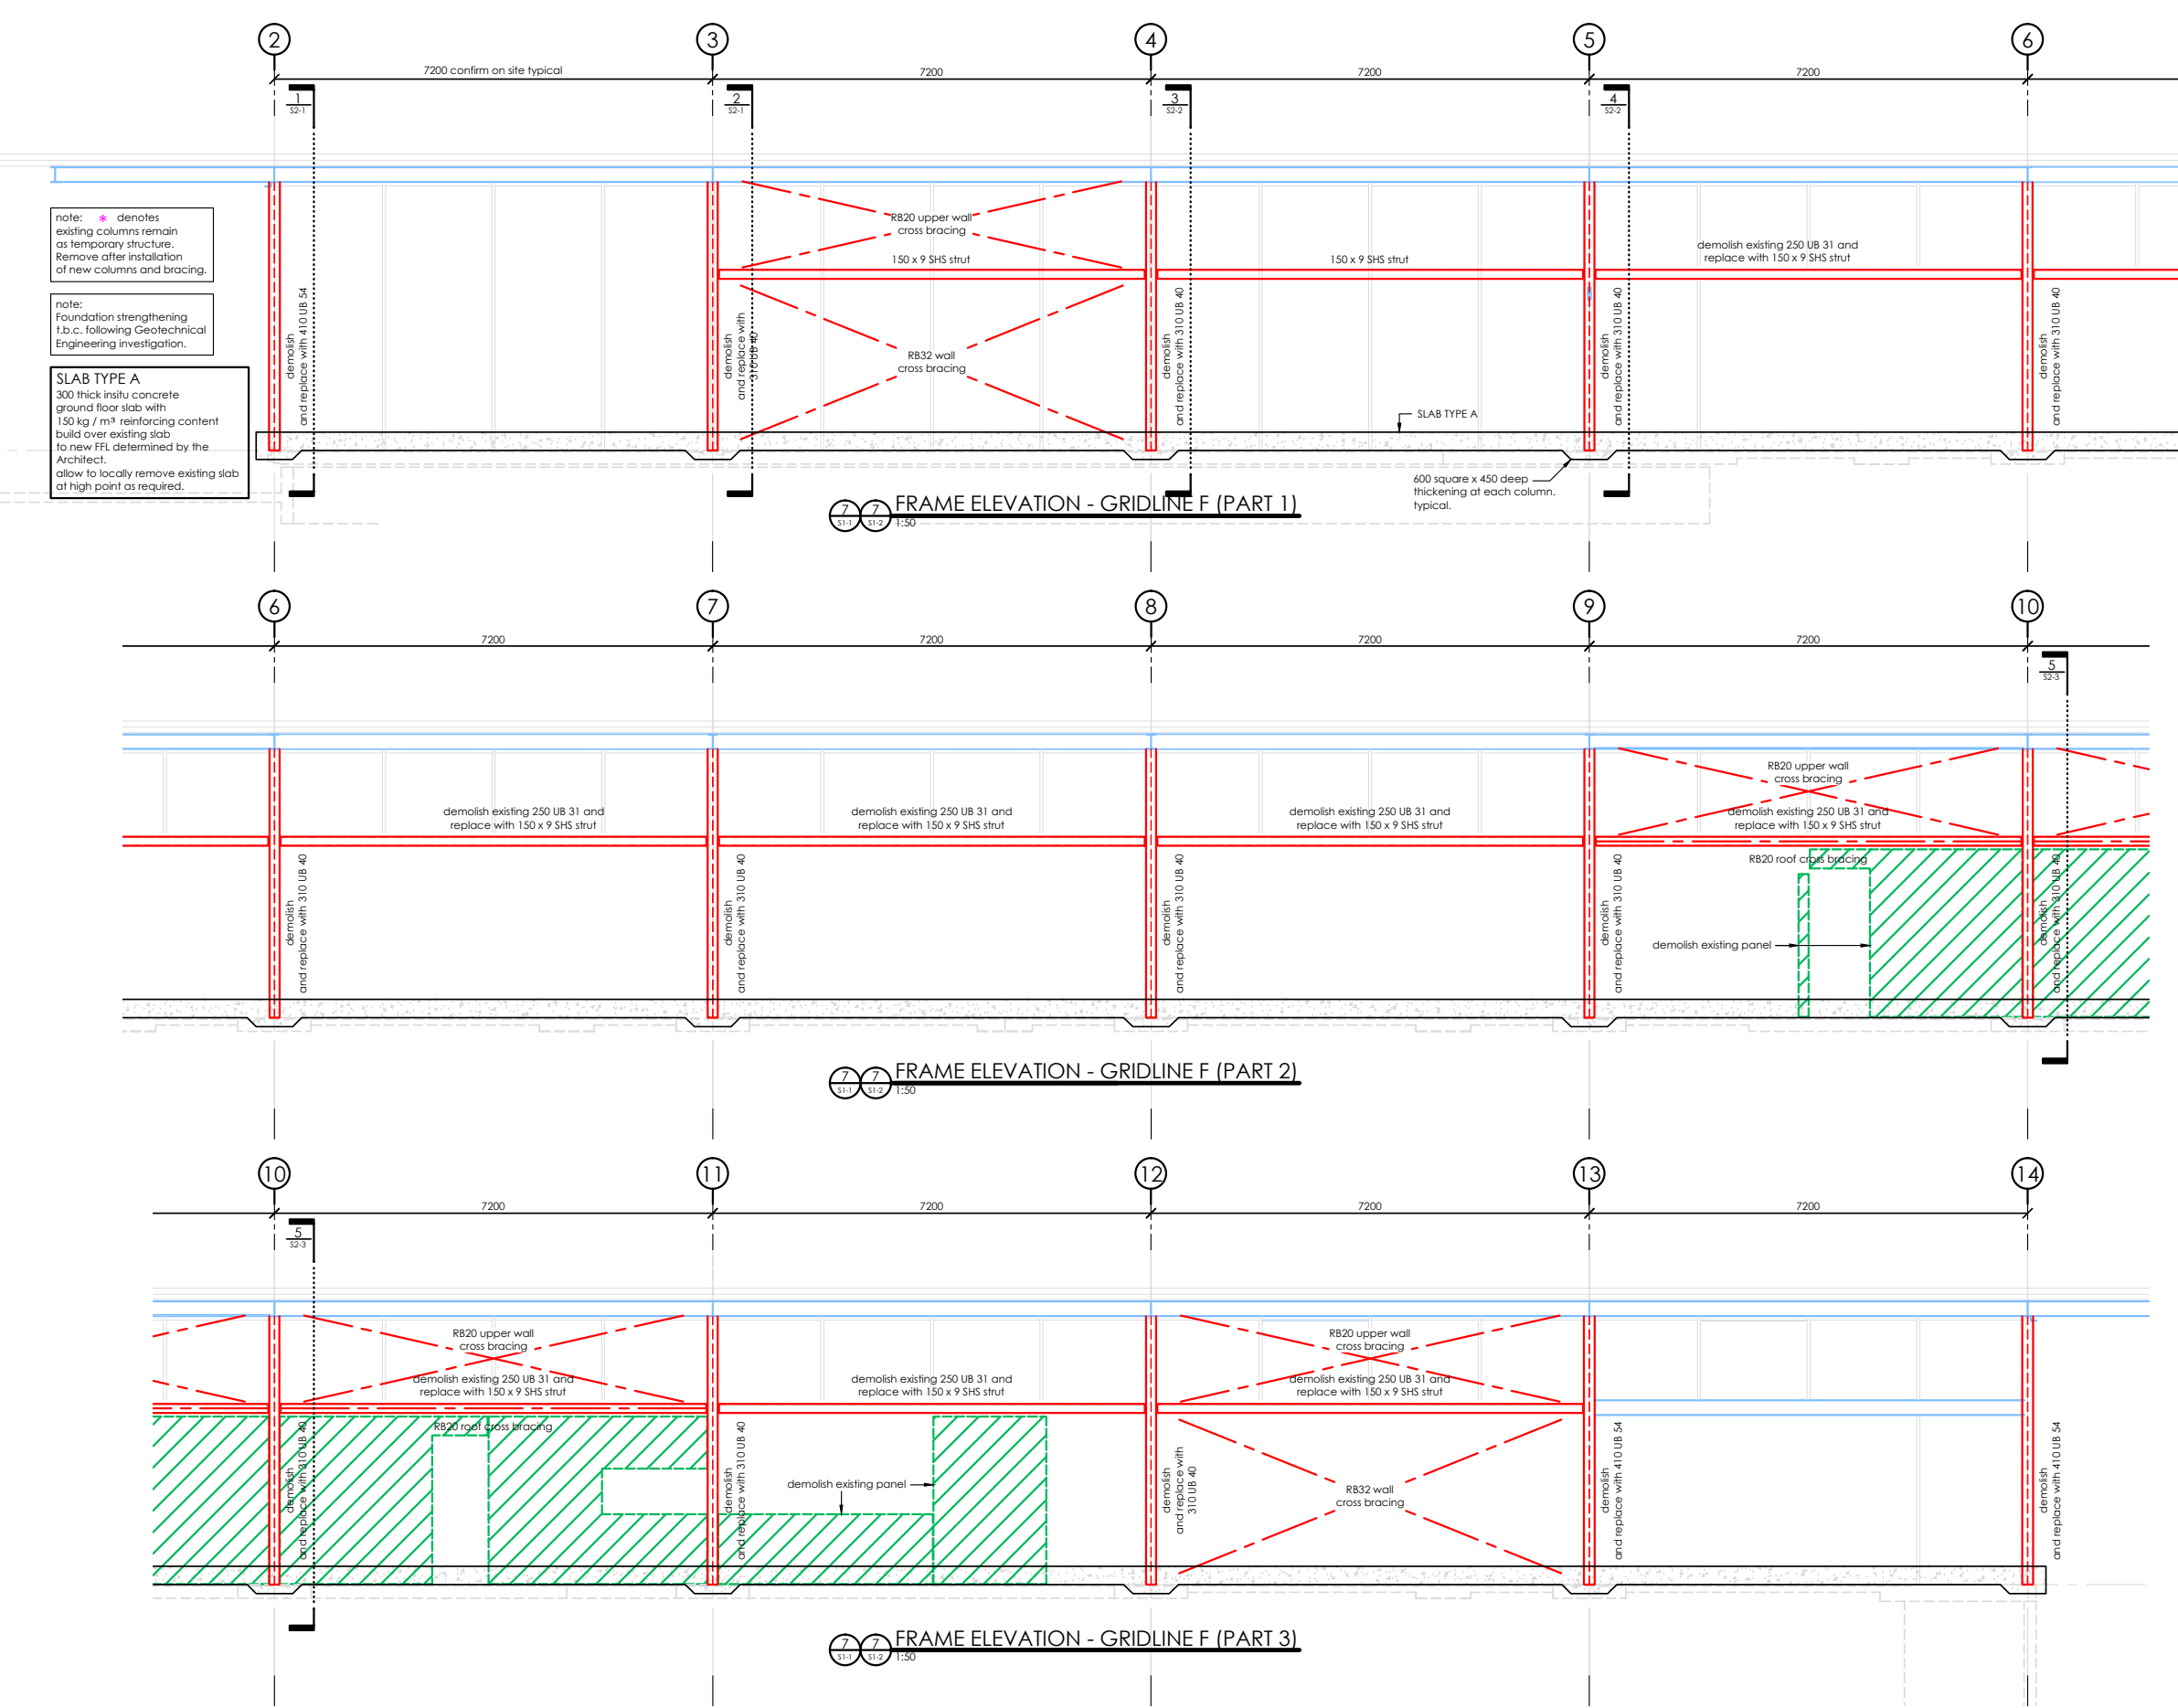 2
3
4
5
6
7200 confirm on site typical
7200
7200
7200
1
S2-1
2
S2-1
3
S2-2
4
S2-2
note: * denotes
existing columns remain
as temporary structure.
Remove after installation
of new columns and bracing.
note:
Foundation strengthening
t.b.c. following Geotechnical
Engineering investigation.
SLAB TYPE A
300 thick insitu concrete
ground floor slab with
150 kg / m³ reinforcing content
build over existing slab
to new FFL determined by the
Architect.
allow to locally remove existing slab
at high point as required.
demolish
and replace with 410 UB 54
demolish
and replace with
310 UB 40
RB20 upper wall
cross bracing
150 x 9 SHS strut
RB32 wall
cross bracing
demolish
and replace with 310 UB 40
150 x 9 SHS strut
SLAB TYPE A
demolish
and replace with 310 UB 40
demolish existing 250 UB 31 and
replace with 150 x 9 SHS strut
demolish
and replace with 310 UB 40
600 square x 450 deep
thickening at each column.
typical.
7
S1-1
7
S1-2
FRAME ELEVATION - GRIDLINE F (PART 1)
1:50
6
7
8
9
10
7200
7200
7200
7200
5
S2-3
demolish existing 250 UB 31 and
replace with 150 x 9 SHS strut
demolish existing 250 UB 31 and
replace with 150 x 9 SHS strut
demolish existing 250 UB 31 and
replace with 150 x 9 SHS strut
RB20 upper wall
cross bracing
demolish existing 250 UB 31 and
replace with 150 x 9 SHS strut
RB20 roof cross bracing
demolish
and replace with 310 UB 40
demolish
and replace with 310 UB 40
demolish
and replace with 310 UB 40
demolish
and replace with 310 UB 40
demolish existing panel
demolish
and replace with 310 UB 40
7
S1-1
7
S1-2
FRAME ELEVATION - GRIDLINE F (PART 2)
1:50
10
11
12
13
14
7200
7200
7200
7200
5
S2-3
RB20 upper wall
cross bracing
demolish existing 250 UB 31 and
replace with 150 x 9 SHS strut
RB20 roof cross bracing
demolish existing 250 UB 31 and
replace with 150 x 9 SHS strut
RB20 upper wall
cross bracing
demolish existing 250 UB 31 and
replace with 150 x 9 SHS strut
demolish
and replace with 310 UB 40
demolish
and replace with 310 UB 40
demolish existing panel
demolish
and replace with
310 UB 40
RB32 wall
cross bracing
demolish
and replace with 410 UB 54
demolish
and replace with 410 UB 54
7
S1-1
7
S1-2
FRAME ELEVATION - GRIDLINE F (PART 3)
1:50